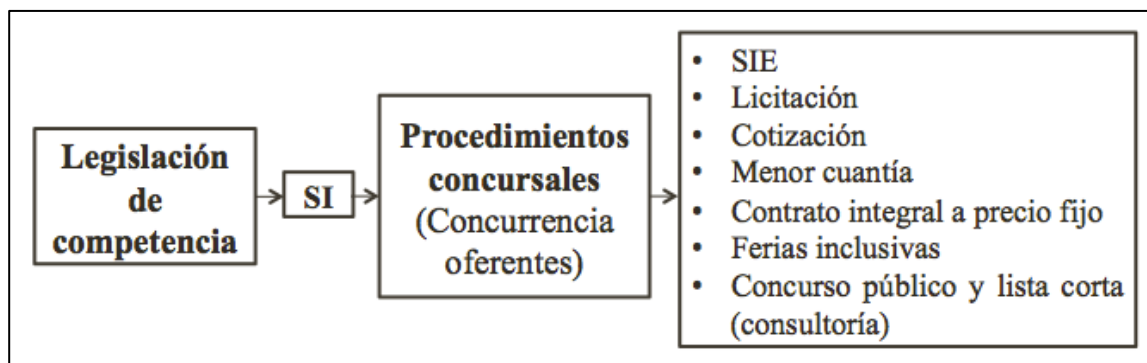 Legislación
de
competencia
SI
Procedimientos
concursales
(Concurrencia
oferentes)
• SIE
• Licitación
• Cotización
• Menor cuantía
• Contrato integral a precio fijo
• Ferias inclusivas
• Concurso público y lista corta
(consultoría)